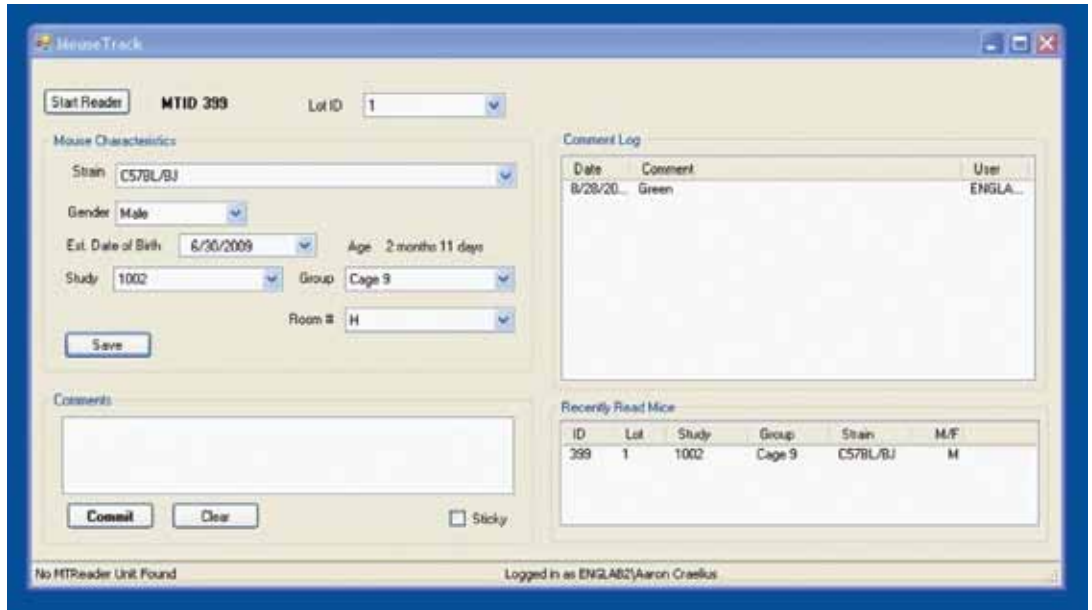 MouseTrack
Start Reader MTID 399 Lot ID 1
Mouse Characteristics
Strain C57BL/BJ
Gender Male
Est. Date of Birth 6/30/2009 Age 2 months 11 days
Study 1002 Group Cage 9
Room # H
Save
Comments
Commit Clear Sticky
Comment Log
Date Comment User
8/28/20... Green ENGLA...
Recently Read Mice
ID Lot Study Group Strain M/F
399 1 1002 Cage 9 C57BL/BJ M
No MTReader Unit Found Logged in as ENGLAB2\Aaron Craelius